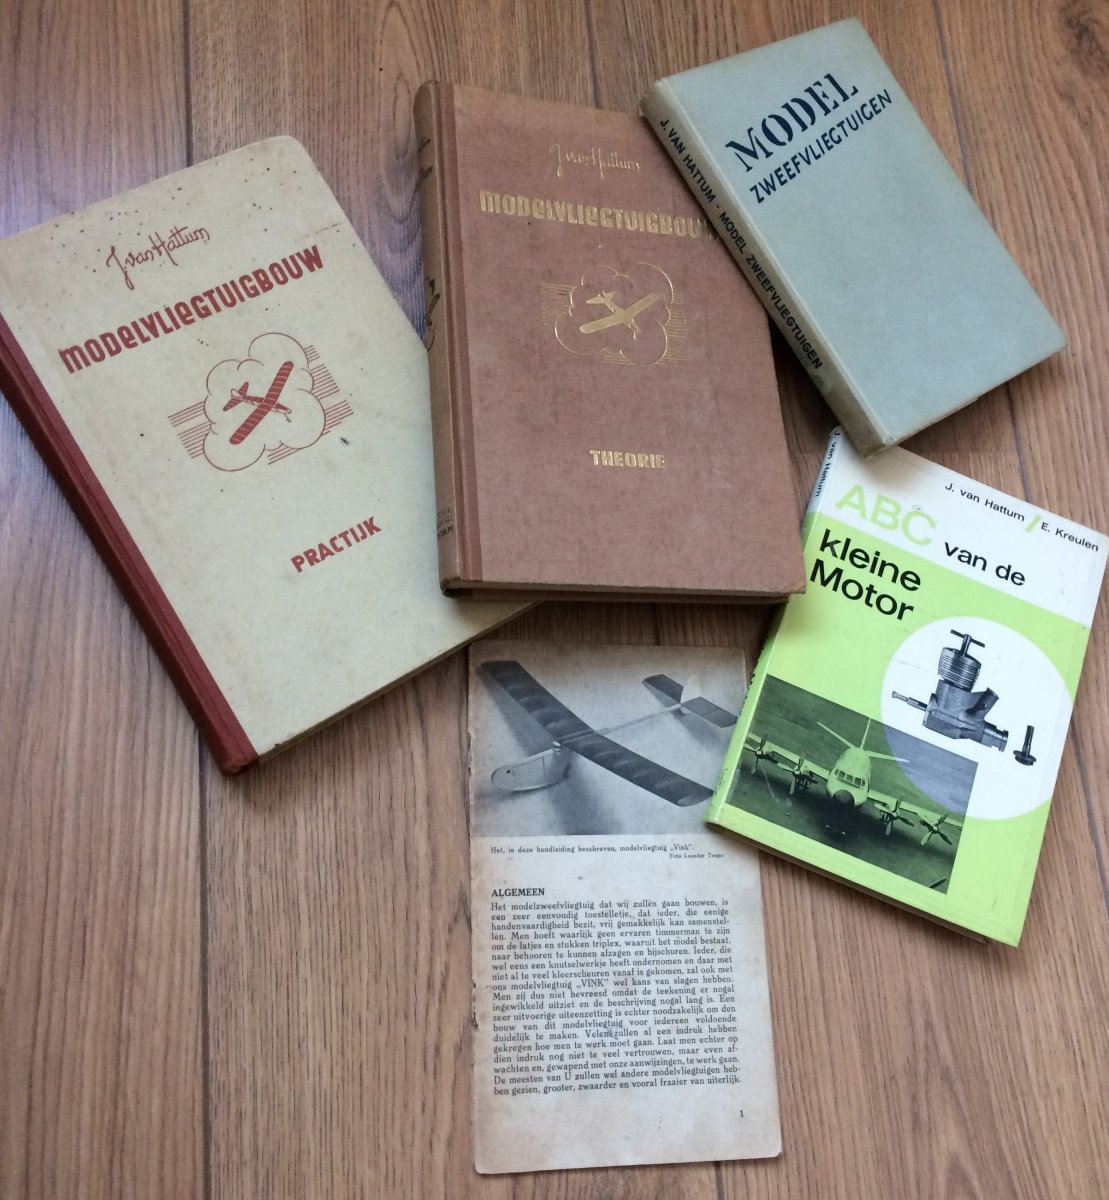 J. van Hattum
MODELVLIEGTUIGBOUW
PRACTIJK
J. van Hattum
MODELVLIEGTUIGBOUW
THEORIE
MODEL
ZWEEFVLIEGTUIGEN
J. VAN HATTUM - MODEL ZWEEFVLIEGTUIGEN
J. van Hattum
J. van Hattum / E. Kreulen
ABC van de
kleine
Motor
Het, in deze handleiding beschreven, modelvliegtuig „Vink".
Foto Leander Teepe
ALGEMEEN
Het modelzweefvliegtuig dat wij zullen gaan bouwen, is
een zeer eenvoudig toestelletje, dat ieder, die eenige
handenvaardigheid bezit, vrij gemakkelijk kan samenstel-
len. Men hoeft waarlijk geen ervaren timmerman te zijn
om de latjes en stukken triplex, waaruit het model bestaat,
naar behooren te kunnen afzagen en bijschuren. Ieder, die
wel eens een knutselwerkje heeft ondernomen en daar met
niet al te veel kleerscheuren vanaf is gekomen, zal ook met
ons modelvliegtuig „VINK" wel kans van slagen hebben.
Men zij dus niet bevreesd omdat de teekening er nogal
ingewikkeld uitziet en de beschrijving nogal lang is. Een
zeer uitvoerige uiteenzetting is echter noodzakelijk om den
bouw van dit modelvliegtuig voor iedereen voldoende
duidelijk te maken. Velen zullen al een indruk hebben
gekregen hoe men te werk moet gaan. Laat men echter op
dien indruk nog niet te veel vertrouwen, maar even af-
wachten en, gewapend met onze aanwijzingen, te werk gaan.
De meesten van U zullen wel andere modelvliegtuigen heb-
ben gezien, grooter, zwaarder en vooral fraaier van uiterlijk.
1